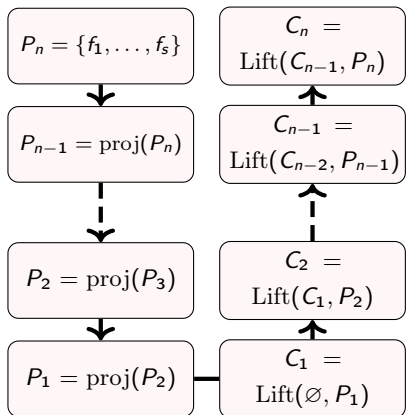 Pₙ = {f₁, . . . , fₛ}
Pₙ₋₁ = proj(Pₙ)
P₂ = proj(P₃)
P₁ = proj(P₂)
Cₙ =
Lift(Cₙ₋₁, Pₙ)
Cₙ₋₁ =
Lift(Cₙ₋₂, Pₙ₋₁)
C₂ =
Lift(C₁, P₂)
C₁ =
Lift(∅, P₁)